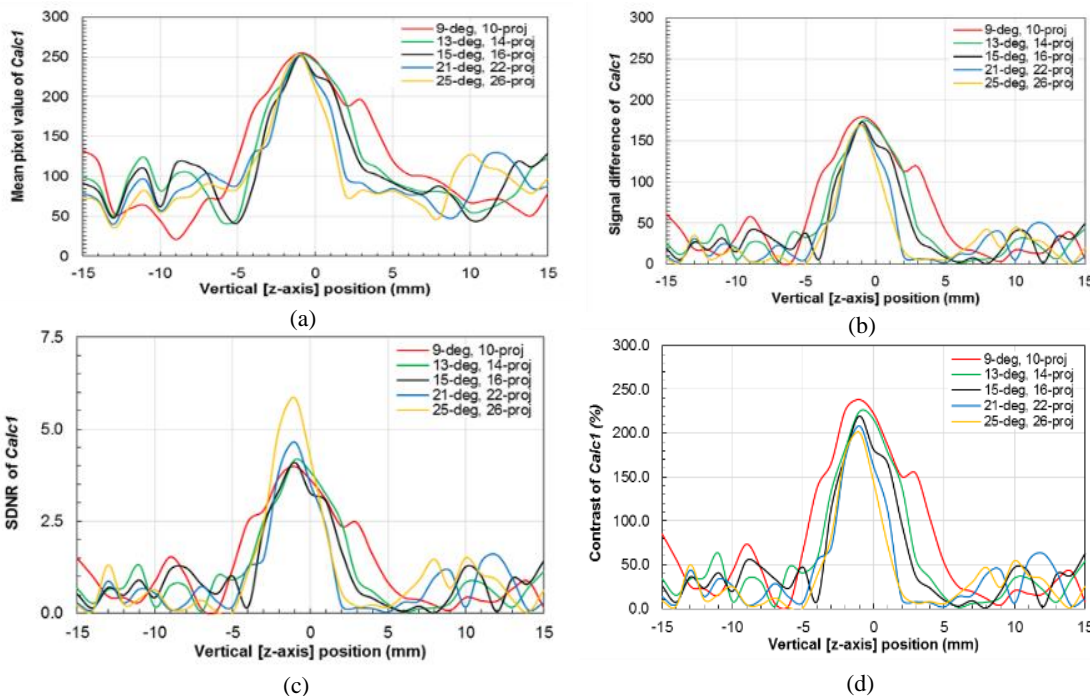 300
250
200
150
100
50
0
Mean pixel value of Calc1
9-deg, 10-proj
13-deg, 14-proj
15-deg, 16-proj
21-deg, 22-proj
25-deg, 26-proj
-15 -10 -5 0 5 10 15
Vertical [z-axis] position (mm)
(a)
300
250
200
150
100
50
0
Signal difference of Calc1
9-deg, 10-proj
13-deg, 14-proj
15-deg, 16-proj
21-deg, 22-proj
25-deg, 26-proj
-15 -10 -5 0 5 10 15
Vertical [z-axis] position (mm)
(b)
7.5
5.0
2.5
0.0
SDNR of Calc1
9-deg, 10-proj
13-deg, 14-proj
15-deg, 16-proj
21-deg, 22-proj
25-deg, 26-proj
-15 -10 -5 0 5 10 15
Vertical [z-axis] position (mm)
(c)
300.0
250.0
200.0
150.0
100.0
50.0
0.0
Contrast of Calc1 (%)
9-deg, 10-proj
13-deg, 14-proj
15-deg, 16-proj
21-deg, 22-proj
25-deg, 26-proj
-15 -10 -5 0 5 10 15
Vertical [z-axis] position (mm)
(d)